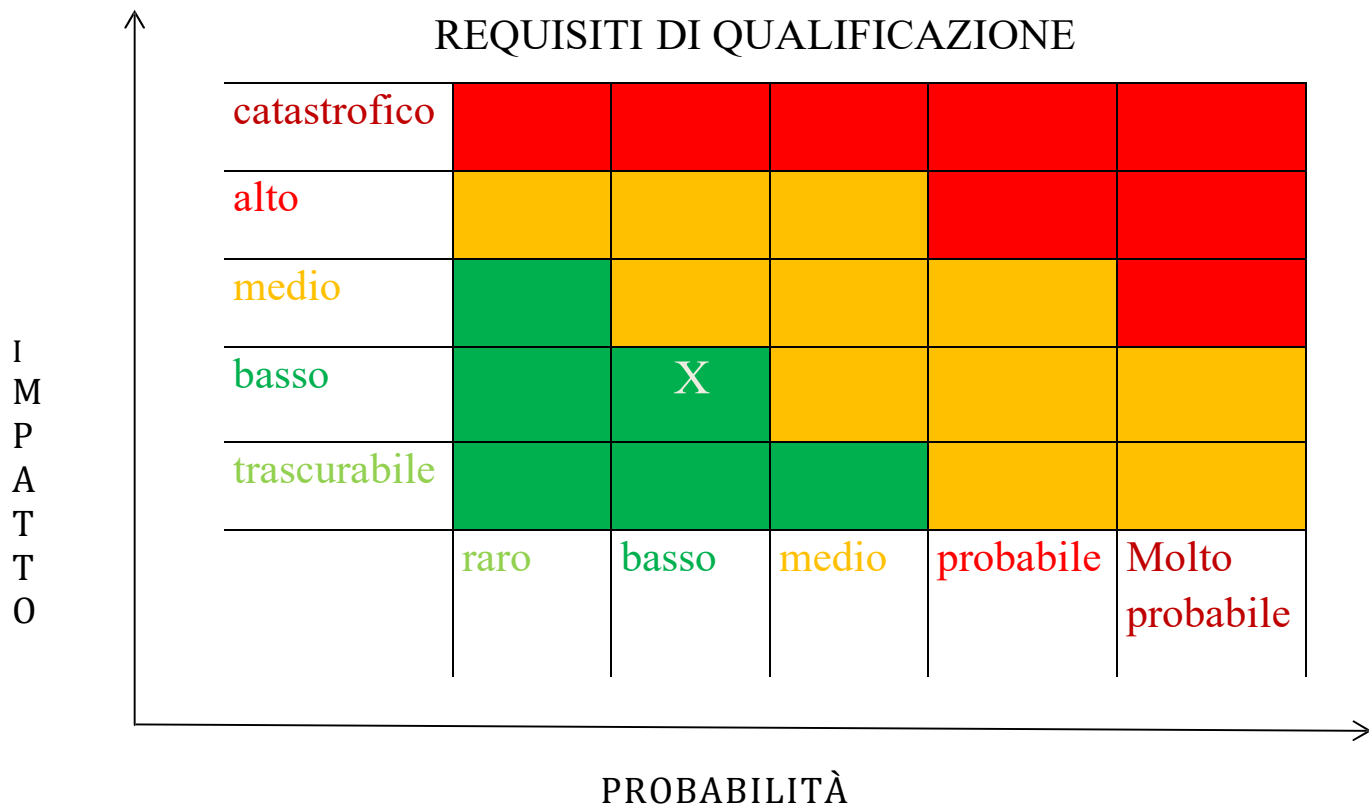 REQUISITI DI QUALIFICAZIONE
catastrofico
alto
medio
basso X
trascurabile
raro basso medio probabile Molto
probabile
I
M
P
A
T
T
O
PROBABILITÀ